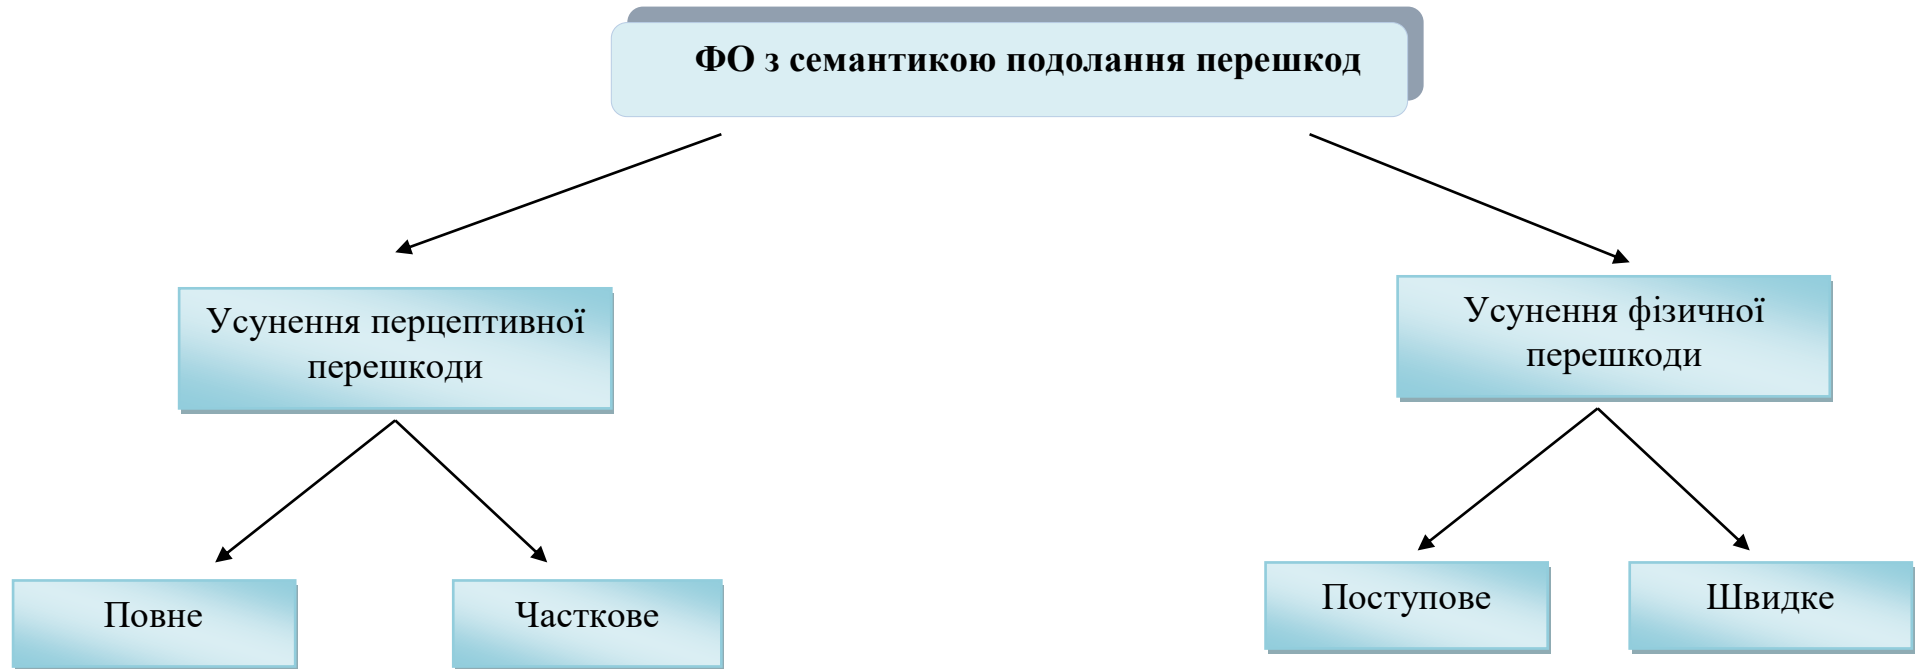 ФО з семантикою подолання перешкод
Усунення перцептивної
перешкоди
Усунення фізичної
перешкоди
Повне
Часткове
Поступове
Швидке